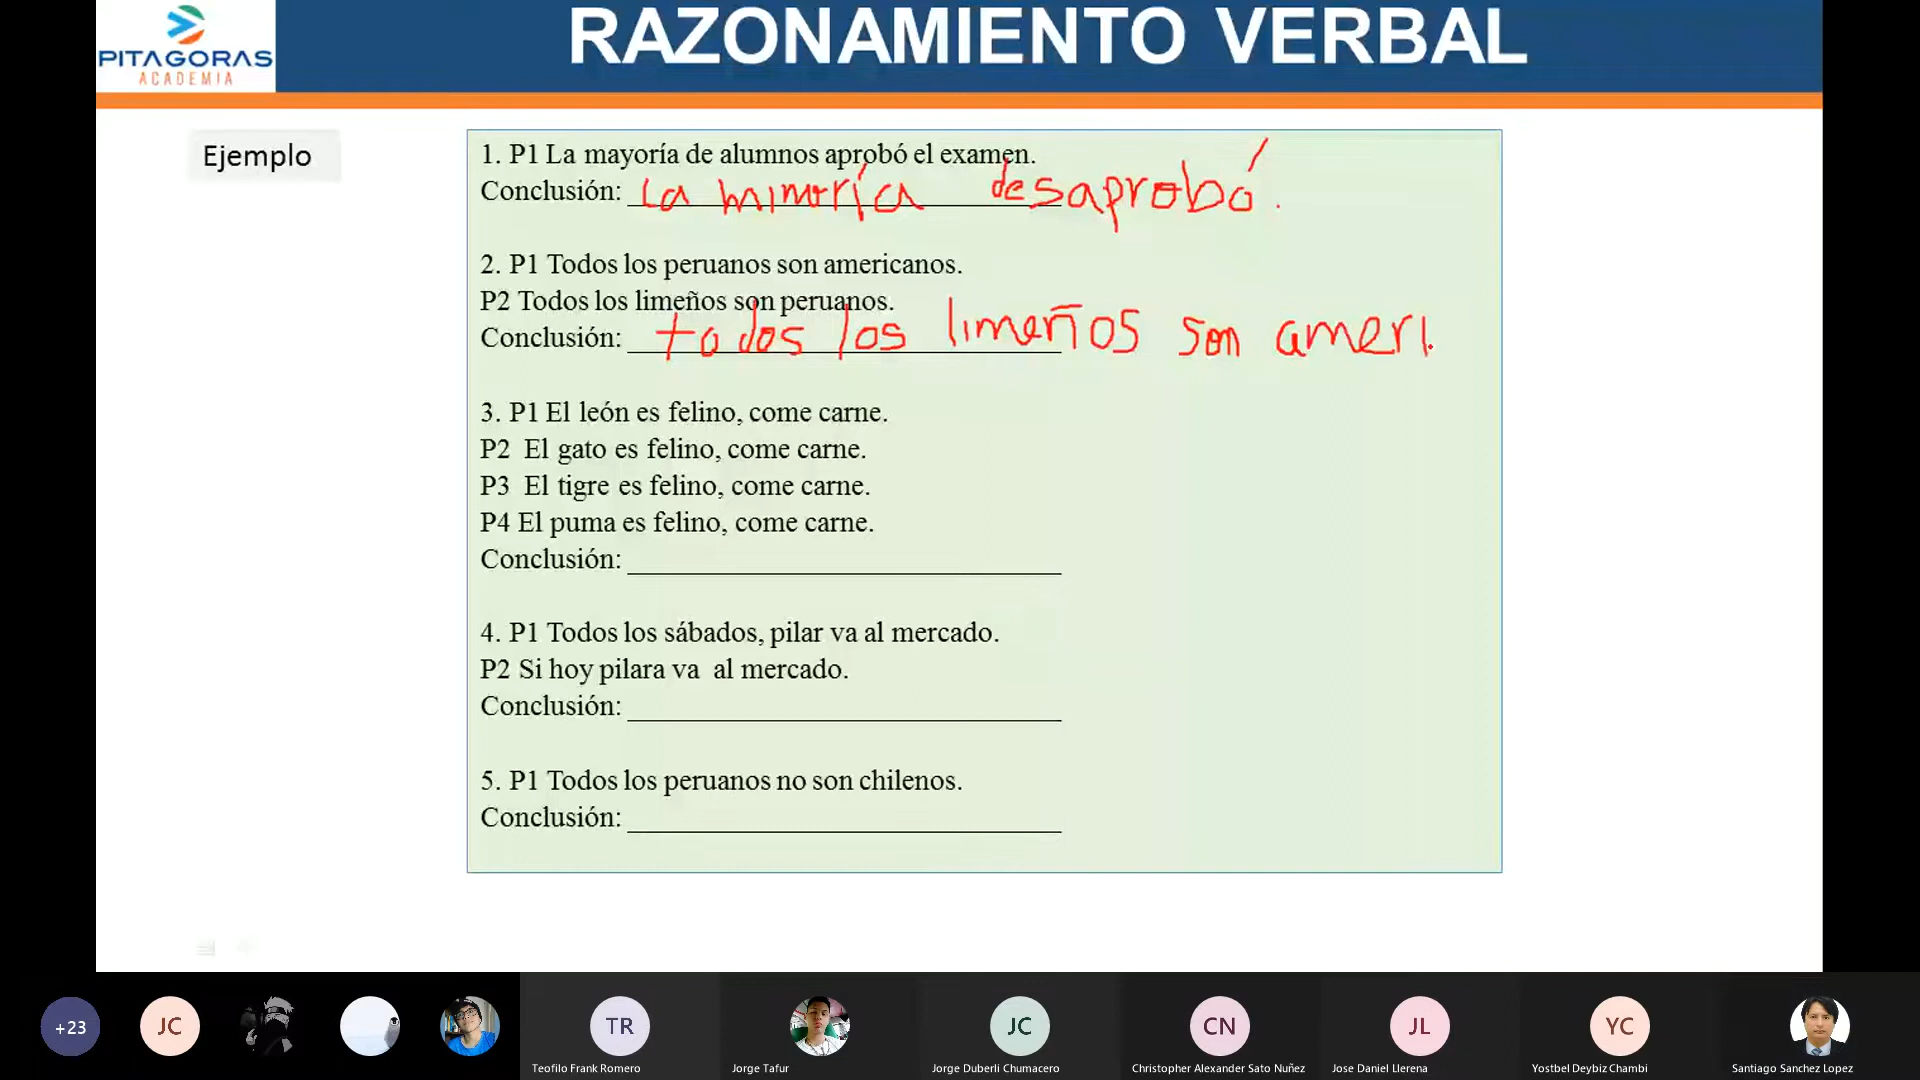 PITAGORAS
ACADEMIA
RAZONAMIENTO VERBAL
Ejemplo
1. P1 La mayoría de alumnos aprobó el examen.
Conclusión: La minoría desaprobó.
2. P1 Todos los peruanos son americanos.
P2 Todos los limeños son peruanos.
Conclusión: todos los limeños son ameri
3. P1 El león es felino, come carne.
P2 El gato es felino, come carne.
P3 El tigre es felino, come carne.
P4 El puma es felino, come carne.
Conclusión:
4. P1 Todos los sábados, pilar va al mercado.
P2 Si hoy pilara va al mercado.
Conclusión:
5. P1 Todos los peruanos no son chilenos.
Conclusión:
+23 JC TR JC CN JL YC
Teofilo Frank Romero Jorge Tafur Jorge Duberli Chumacero Christopher Alexander Sato Nuñez Jose Daniel Llerena Yostbel Deybiz Chambi Santiago Sanchez Lopez